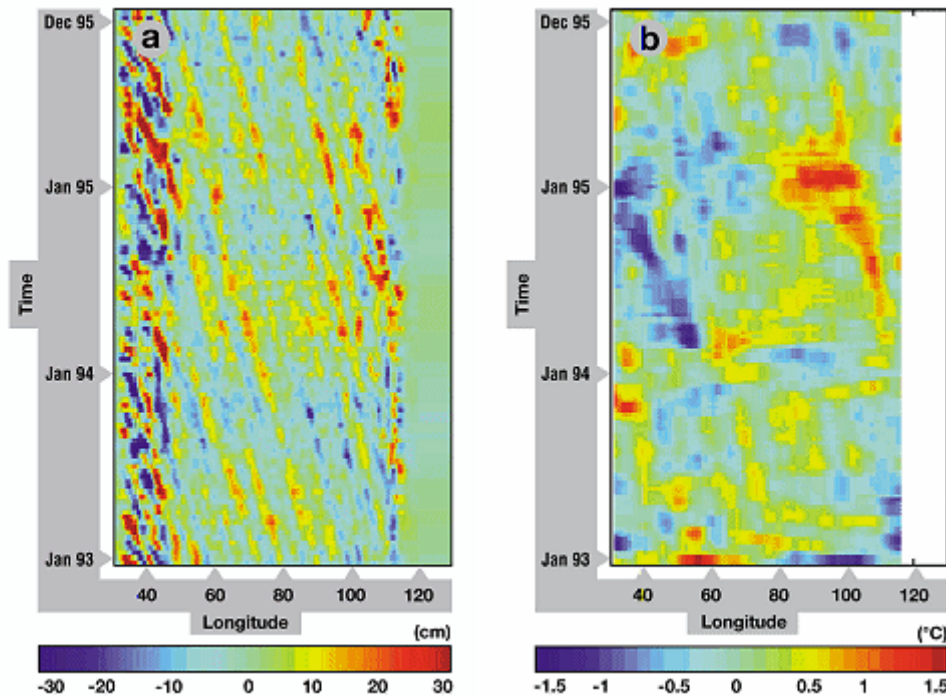 a
Dec 95
Jan 95
Jan 94
Jan 93
Time
40 60 80 100 120
Longitude
(cm)
-30 -20 -10 0 10 20 30
b
Dec 95
Jan 95
Jan 94
Jan 93
Time
40 60 80 100 120
Longitude
(°C)
-1.5 -1 -0.5 0 0.5 1 1.5